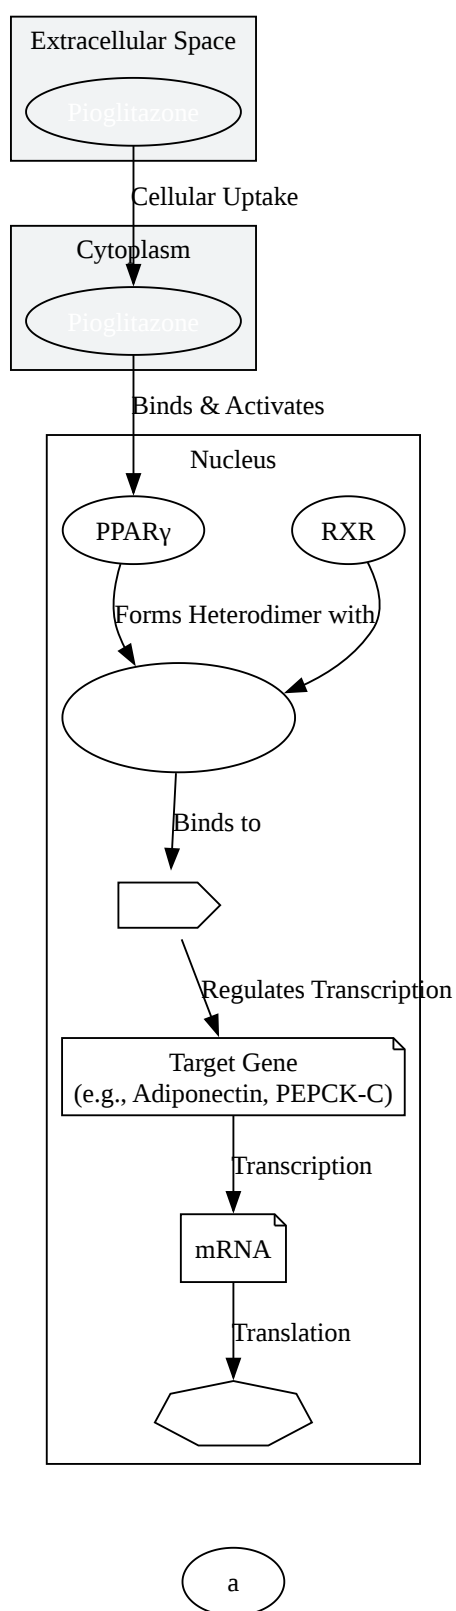 Extracellular Space
Pioglitazone
Cellular Uptake
Cytoplasm
Pioglitazone
Binds & Activates
Nucleus
PPARγ
RXR
Forms Heterodimer with
Binds to
Regulates Transcription
Target Gene
(e.g., Adiponectin, PEPCK-C)
Transcription
mRNA
Translation
a